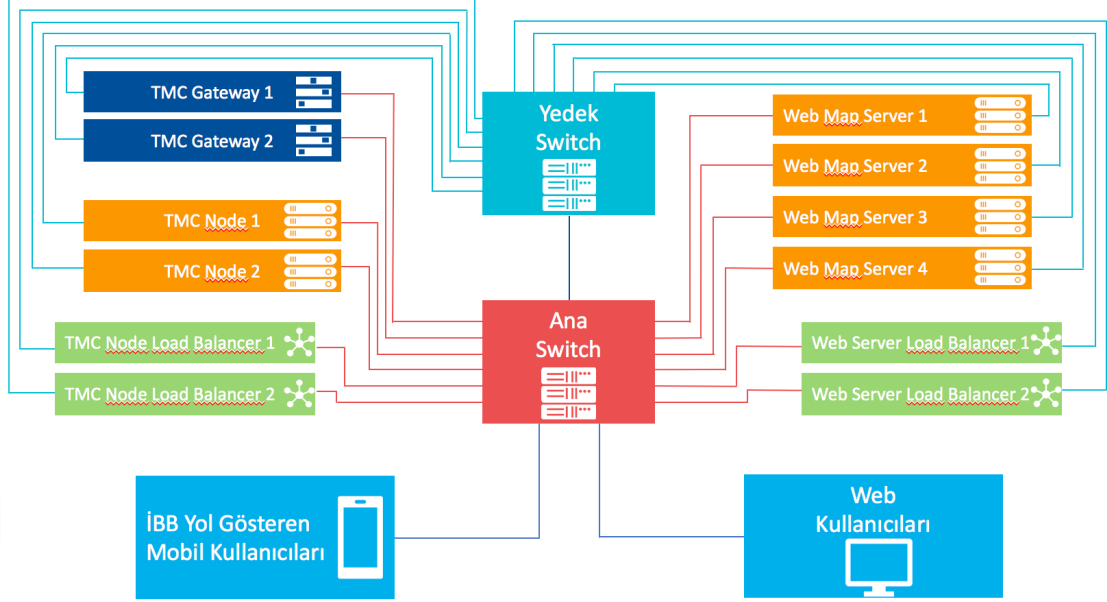 TMC Gateway 1
TMC Gateway 2
TMC Node 1
TMC Node 2
TMC Node Load Balancer 1
TMC Node Load Balancer 2
Yedek
Switch
Ana
Switch
Web Map Server 1
Web Map Server 2
Web Map Server 3
Web Map Server 4
Web Server Load Balancer 1
Web Server Load Balancer 2
İBB Yol Gösteren
Mobil Kullanıcıları
Web
Kullanıcıları